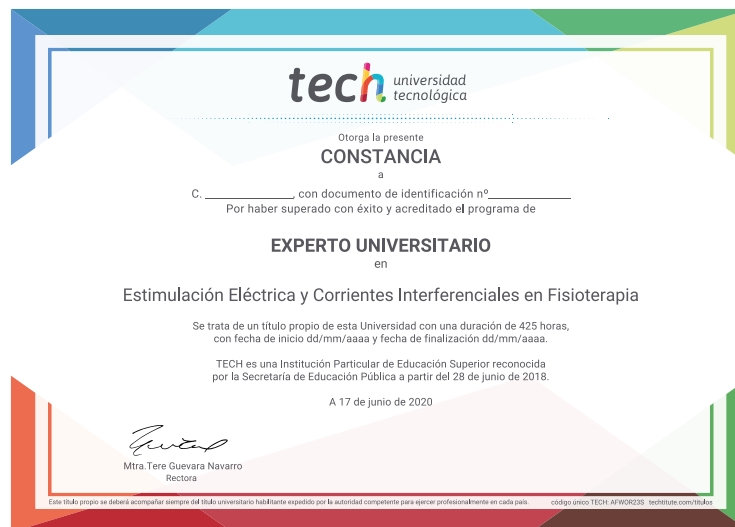 tech universidad
tecnológica
Otorga la presente
CONSTANCIA
a
C. ______________, con documento de identificación nº______________
Por haber superado con éxito y acreditado el programa de
EXPERTO UNIVERSITARIO
en
Estimulación Eléctrica y Corrientes Interferenciales en Fisioterapia
Se trata de un título propio de esta Universidad con una duración de 425 horas,
con fecha de inicio dd/mm/aaaa y fecha de finalización dd/mm/aaaa.
TECH es una Institución Particular de Educación Superior reconocida
por la Secretaría de Educación Pública a partir del 28 de junio de 2018.
A 17 de junio de 2020
Mtra.Tere Guevara Navarro
Rectora
Este título propio se deberá acompañar siempre del título universitario habilitante expedido por la autoridad competente para ejercer profesionalmente en cada país. código único TECH: AFWOR23S techtitute.com/títulos